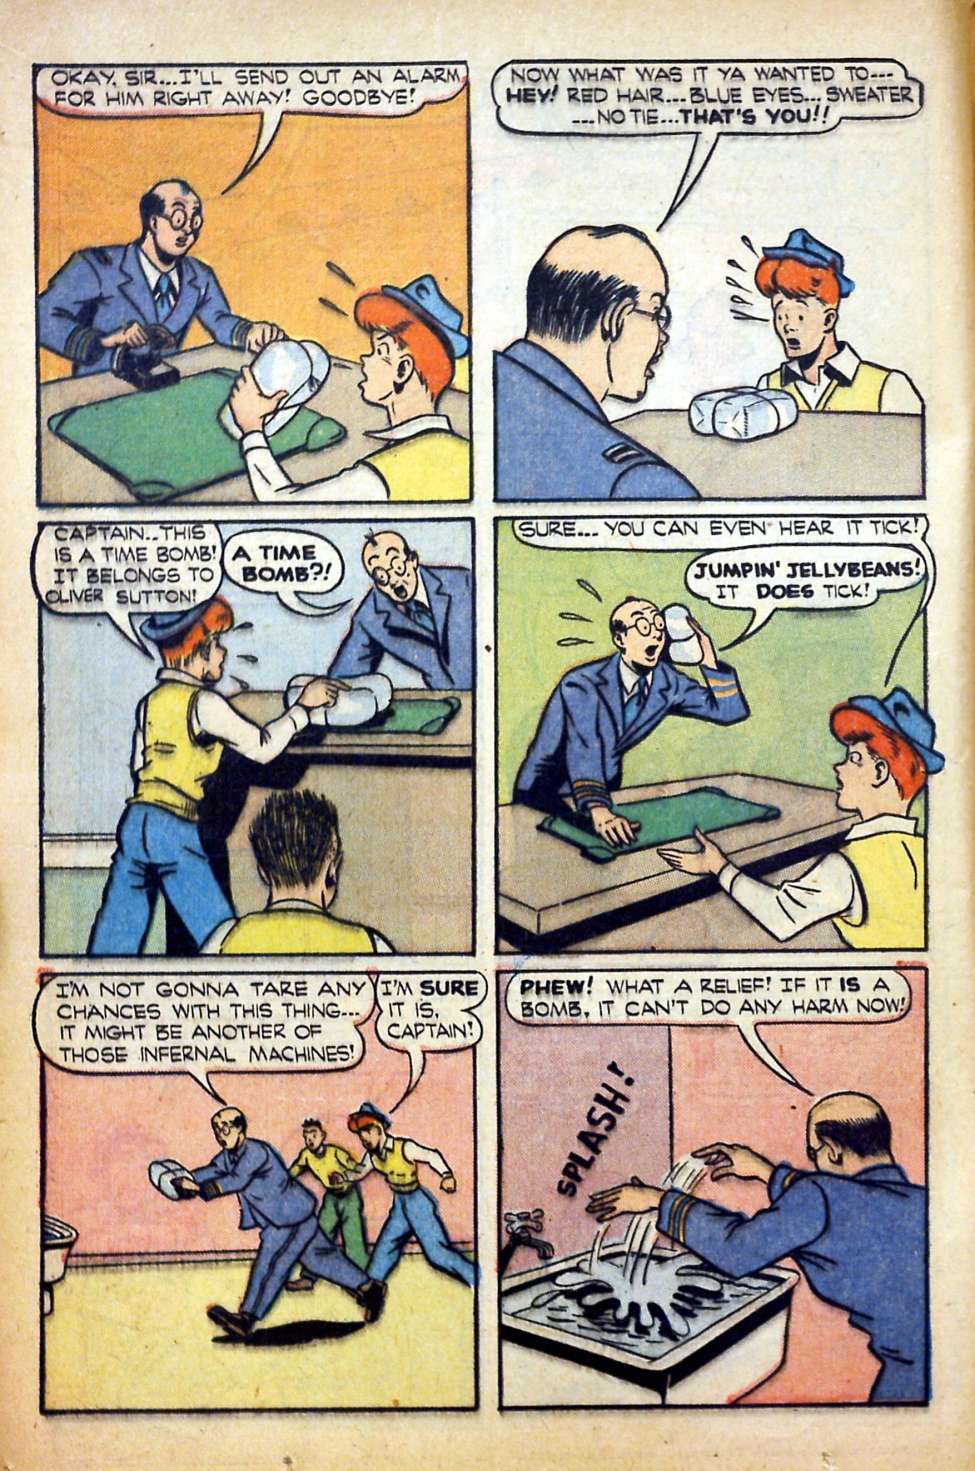 OKAY, SIR...I'LL SEND OUT AN ALARM
FOR HIM RIGHT AWAY! GOODBYE!
NOW WHAT WAS IT YA WANTED TO---
HEY! RED HAIR...BLUE EYES...SWEATER
---NO TIE...THAT'S YOU!!
CAPTAIN..THIS
IS A TIME BOMB!
IT BELONGS TO
OLIVER SUTTON!
A TIME
BOMB?!
SURE... YOU CAN EVEN HEAR IT TICK!
JUMPIN' JELLYBEANS!
IT DOES TICK!
I'M NOT GONNA TAKE ANY
CHANCES WITH THIS THING---
IT MIGHT BE ANOTHER OF
THOSE INFERNAL MACHINES!
I'M SURE
IT IS,
CAPTAIN!
PHEW! WHAT A RELIEF! IF IT IS A
BOMB, IT CAN'T DO ANY HARM NOW!
SPLASH!